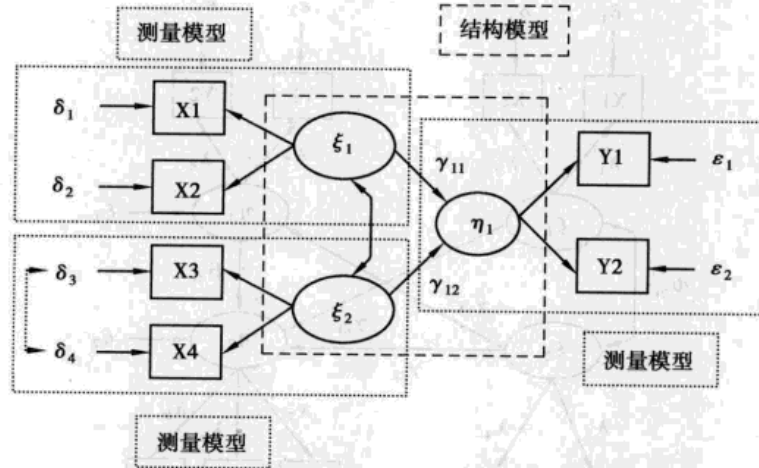 测量模型
结构模型
δ₁
X1
ξ₁
δ₂
X2
γ₁₁
Y1
ε₁
η₁
δ₃
X3
ξ₂
γ₁₂
Y2
ε₂
δ₄
X4
测量模型
测量模型